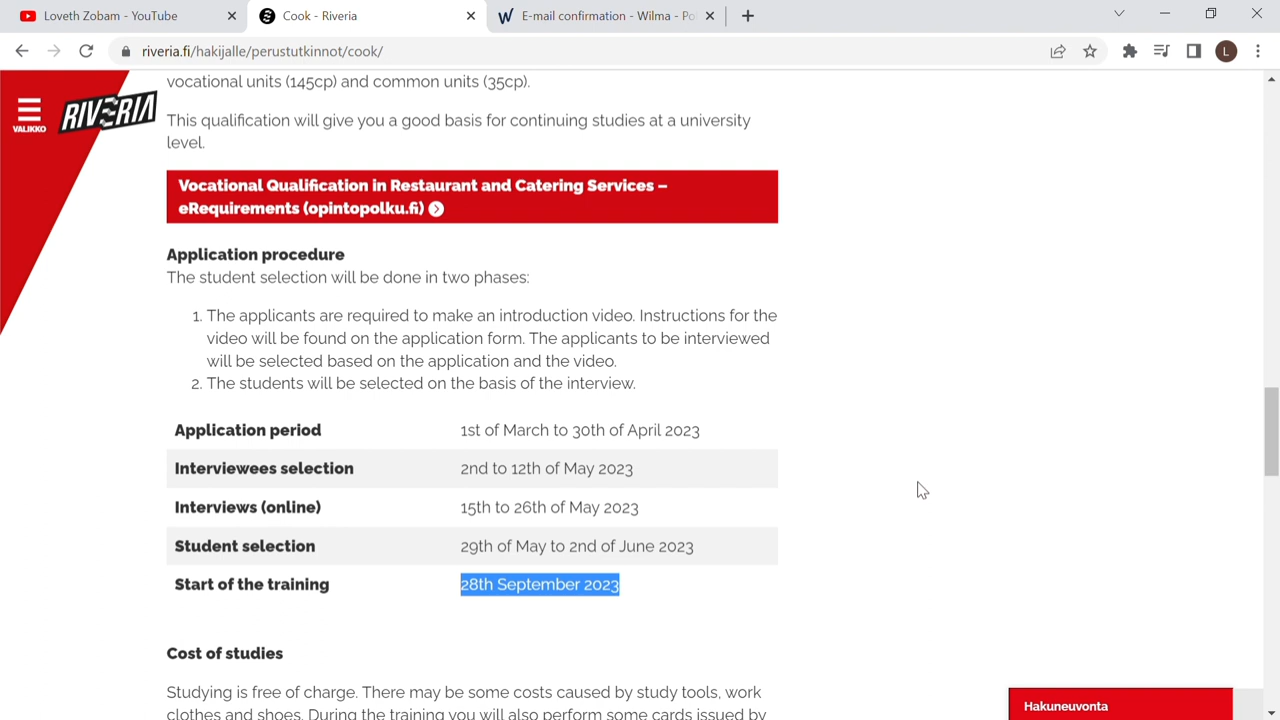 Loveth Zobam - YouTube
Cook - Riveria
E-mail confirmation - Wilma - Po
riveria.fi/hakijalle/perustutkinnot/cook/
L
VALIKKO
RIVERIA
vocational units (145cp) and common units (35cp).
This qualification will give you a good basis for continuing studies at a university
level.
Vocational Qualification in Restaurant and Catering Services –
eRequirements (opintopolku.fi)
Application procedure
The student selection will be done in two phases:
1. The applicants are required to make an introduction video. Instructions for the
video will be found on the application form. The applicants to be interviewed
will be selected based on the application and the video.
2. The students will be selected on the basis of the interview.
Application period 1st of March to 30th of April 2023
Interviewees selection 2nd to 12th of May 2023
Interviews (online) 15th to 26th of May 2023
Student selection 29th of May to 2nd of June 2023
Start of the training 28th September 2023
Cost of studies
Studying is free of charge. There may be some costs caused by study tools, work
clothes and shoes. During the training you will also perform some cards issued by
Hakuneuvonta